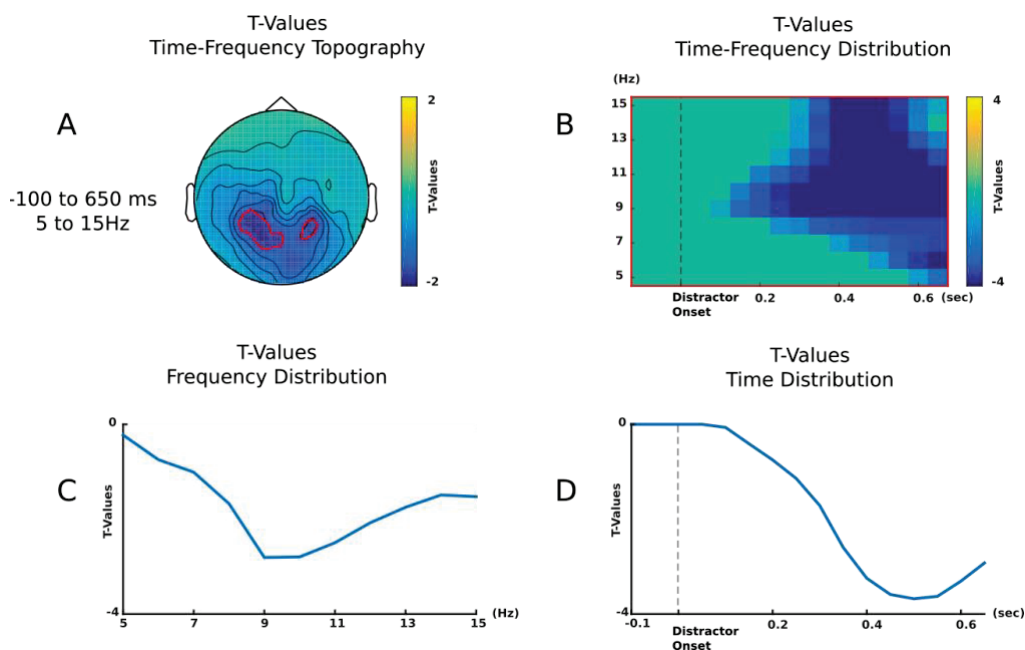 T-Values
Time-Frequency Topography
A
-100 to 650 ms
5 to 15Hz
2
T-Values
-2
T-Values
Time-Frequency Distribution
B
(Hz)
15
13
11
9
7
5
Distractor
Onset
0.2
0.4
0.6
(sec)
4
T-Values
-4
T-Values
Frequency Distribution
C
0
T-Values
-4
5
7
9
11
13
15
(Hz)
T-Values
Time Distribution
D
0
T-Values
-4
-0.1
Distractor
Onset
0.2
0.4
0.6
(sec)